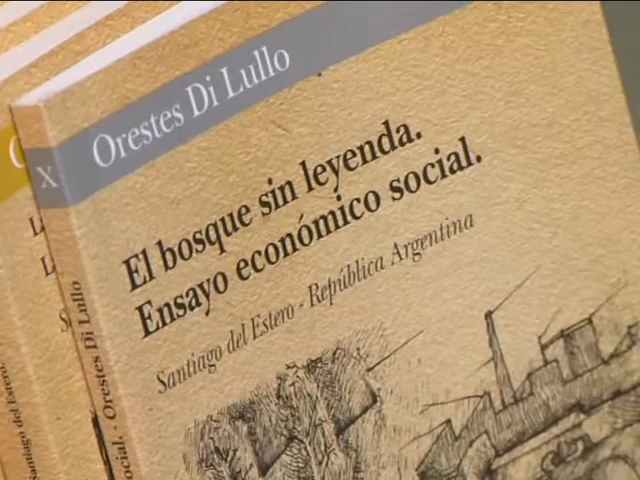 Orestes Di Lullo
X
El bosque sin leyenda.
Ensayo económico social.
Santiago del Estero - República Argentina
ocial. - Orestes Di Lullo
Santiago del Estero.